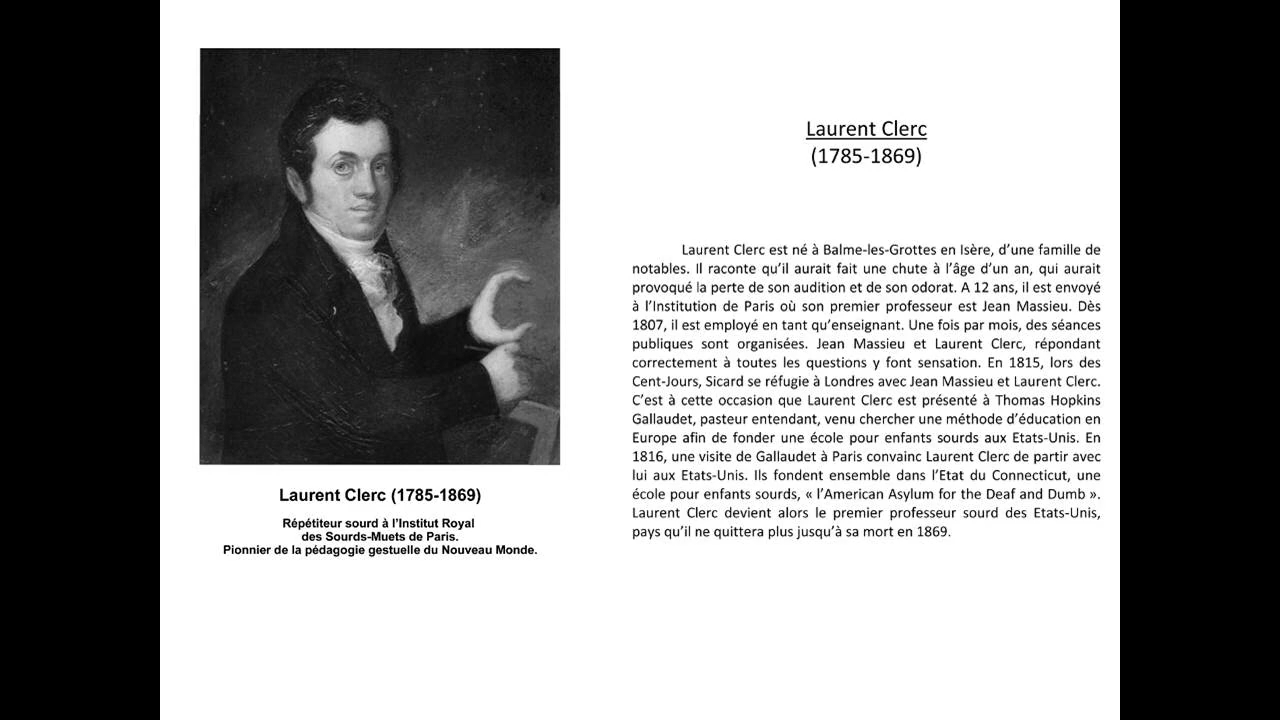 Laurent Clerc (1785-1869)
Répétiteur sourd à l'Institut Royal
des Sourds-Muets de Paris.
Pionnier de la pédagogie gestuelle du Nouveau Monde.
Laurent Clerc
(1785-1869)
Laurent Clerc est né à Balme-les-Grottes en Isère, d'une famille de
notables. Il raconte qu'il aurait fait une chute à l'âge d'un an, qui aurait
provoqué la perte de son audition et de son odorat. A 12 ans, il est envoyé
à l'Institution de Paris où son premier professeur est Jean Massieu. Dès
1807, il est employé en tant qu'enseignant. Une fois par mois, des séances
publiques sont organisées. Jean Massieu et Laurent Clerc, répondant
correctement à toutes les questions y font sensation. En 1815, lors des
Cent-Jours, Sicard se réfugie à Londres avec Jean Massieu et Laurent Clerc.
C'est à cette occasion que Laurent Clerc est présenté à Thomas Hopkins
Gallaudet, pasteur entendant, venu chercher une méthode d'éducation en
Europe afin de fonder une école pour enfants sourds aux Etats-Unis. En
1816, une visite de Gallaudet à Paris convainc Laurent Clerc de partir avec
lui aux Etats-Unis. Ils fondent ensemble dans l'Etat du Connecticut, une
école pour enfants sourds, « l'American Asylum for the Deaf and Dumb ».
Laurent Clerc devient alors le premier professeur sourd des Etats-Unis,
pays qu'il ne quittera plus jusqu'à sa mort en 1869.